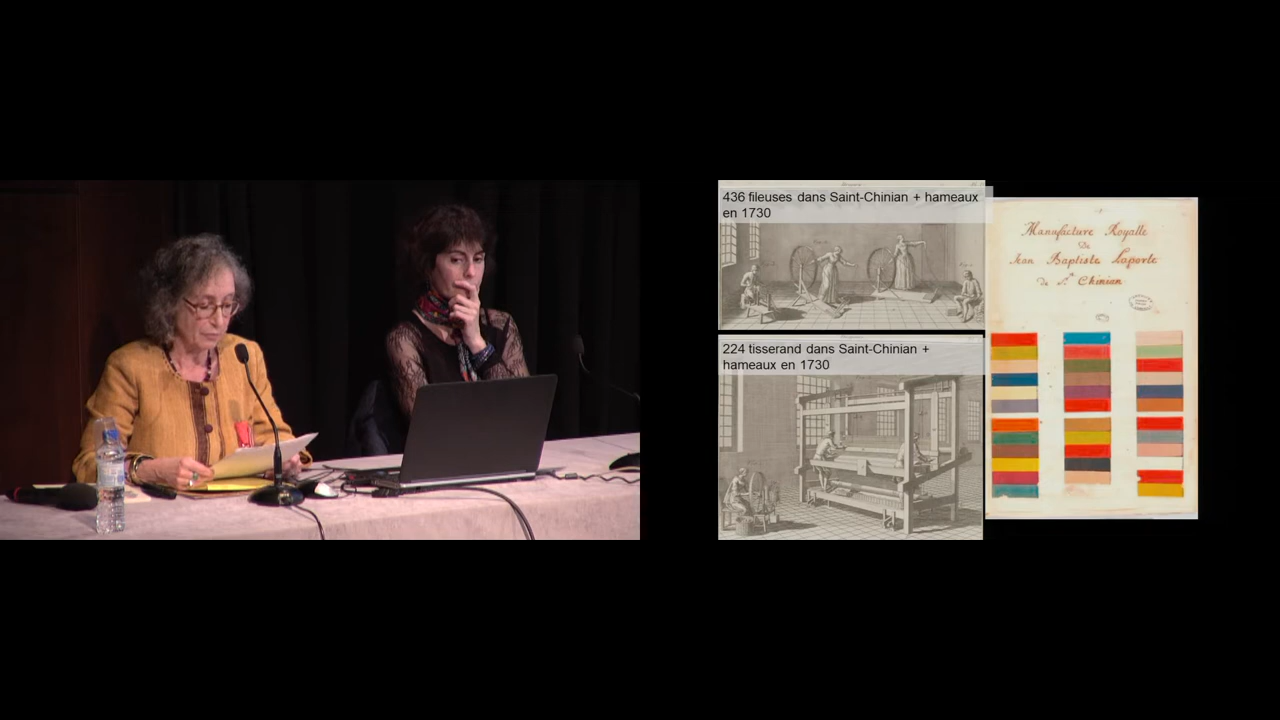 436 fileuses dans Saint-Chinian + hameaux
en 1730
224 tisserand dans Saint-Chinian +
hameaux en 1730
Manufacture Royalle
De
Jean Baptiste Laporte
de St Chinian